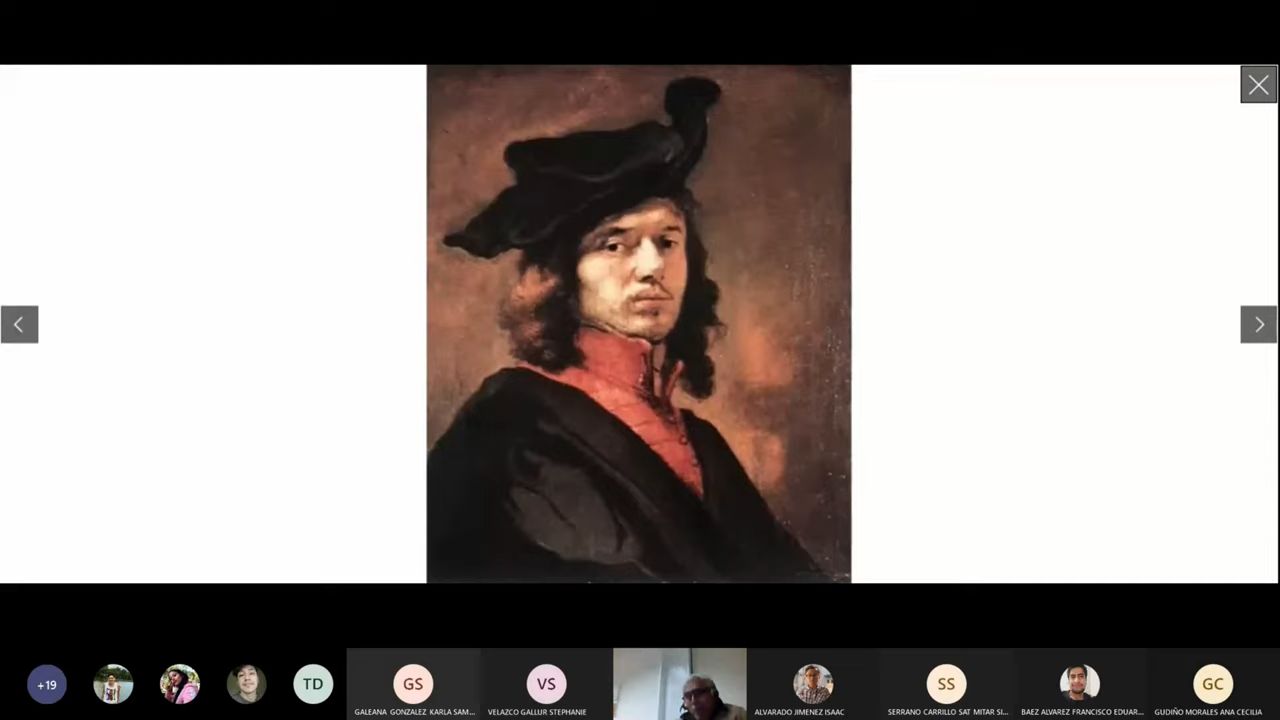 +19
TD
GS
VS
SS
GC
GALEANA GONZALEZ KARLA SAM...
VELAZCO GALLUR STEPHANIE
ALVARADO JIMENEZ ISAAC
SERRANO CARRILLO SAT MITAR SI...
BAEZ ALVAREZ FRANCISCO EDUAR...
GUDIÑO MORALES ANA CECILIA